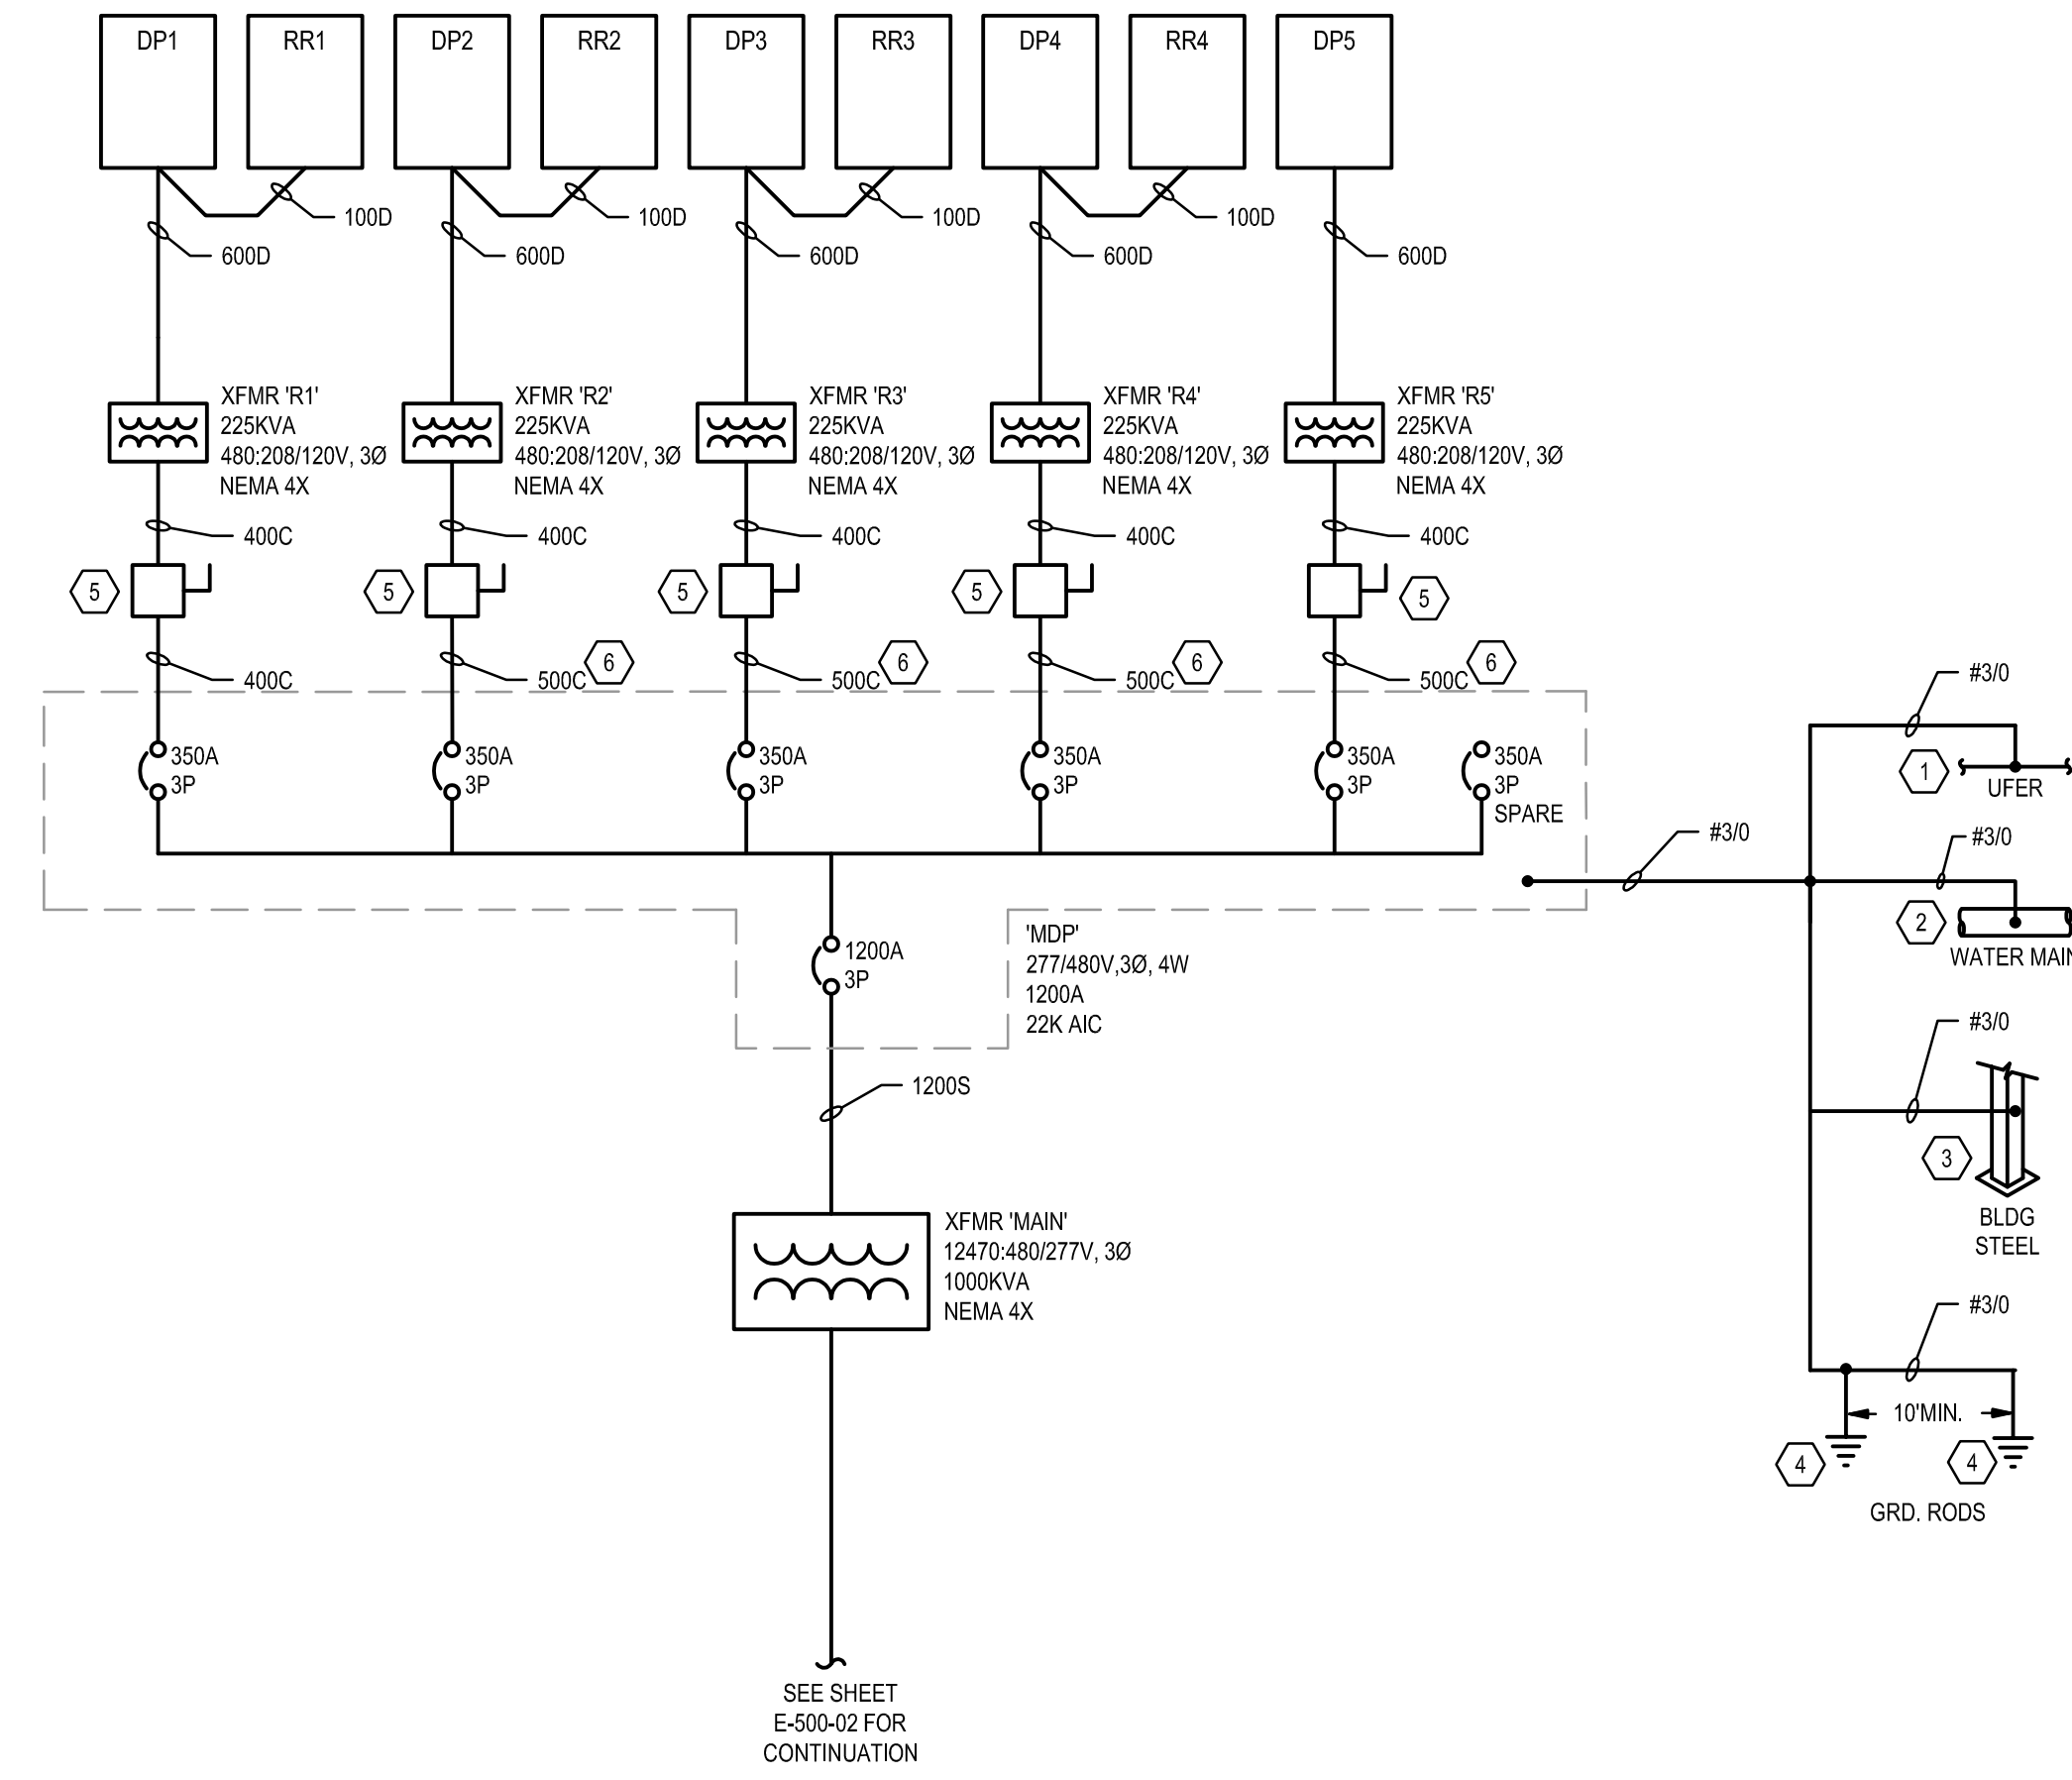 DP1
RR1
DP2
RR2
DP3
RR3
DP4
RR4
DP5
100D
100D
100D
100D
600D
600D
600D
600D
600D
XFMR 'R1'
225KVA
480:208/120V, 3Ø
NEMA 4X
XFMR 'R2'
225KVA
480:208/120V, 3Ø
NEMA 4X
XFMR 'R3'
225KVA
480:208/120V, 3Ø
NEMA 4X
XFMR 'R4'
225KVA
480:208/120V, 3Ø
NEMA 4X
XFMR 'R5'
225KVA
480:208/120V, 3Ø
NEMA 4X
400C
400C
400C
400C
400C
5
5
5
5
5
6
6
6
6
400C
500C
500C
500C
500C
350A
3P
350A
3P
350A
3P
350A
3P
350A
3P
350A
3P
SPARE
#3/0
#3/0
1
UFER
#3/0
2
WATER MAIN
'MDP'
277/480V,3Ø, 4W
1200A
22K AIC
1200A
3P
#3/0
3
BLDG
STEEL
1200S
XFMR 'MAIN'
12470:480/277V, 3Ø
1000KVA
NEMA 4X
#3/0
10'MIN.
4
4
GRD. RODS
SEE SHEET
E-500-02 FOR
CONTINUATION